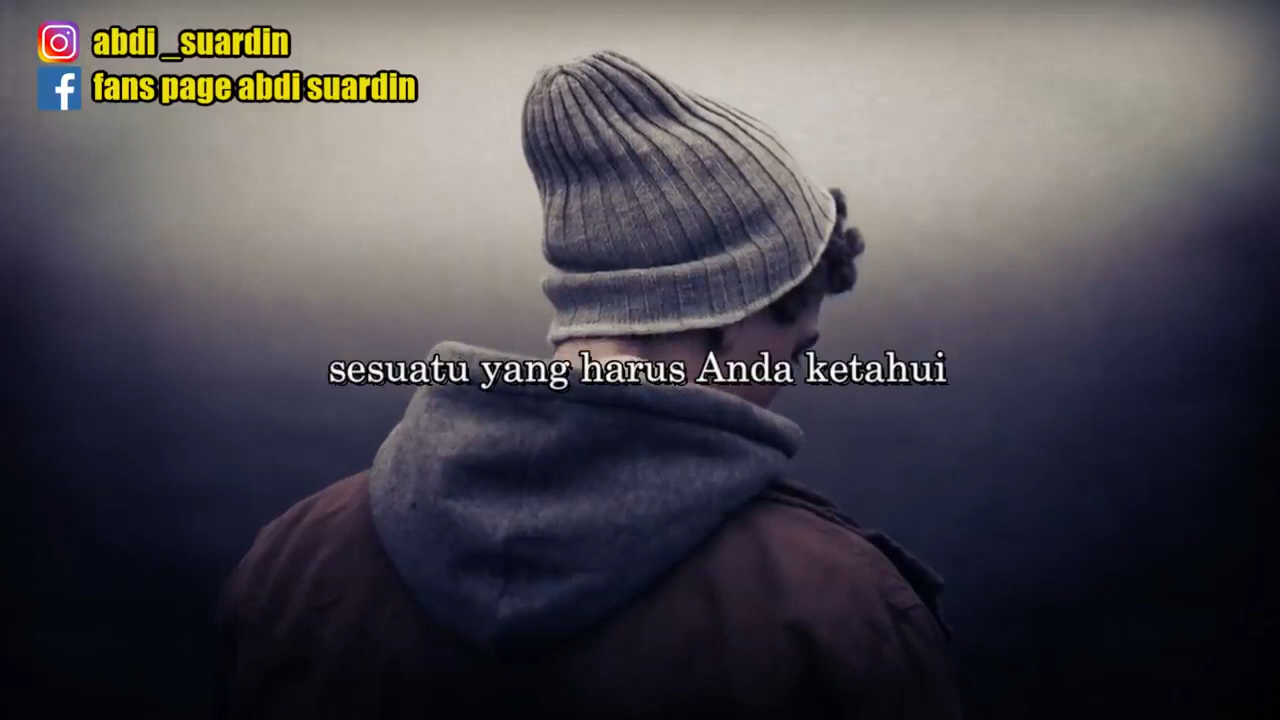 abdi _suardin
fans page abdi suardin
sesuatu yang harus Anda ketahui